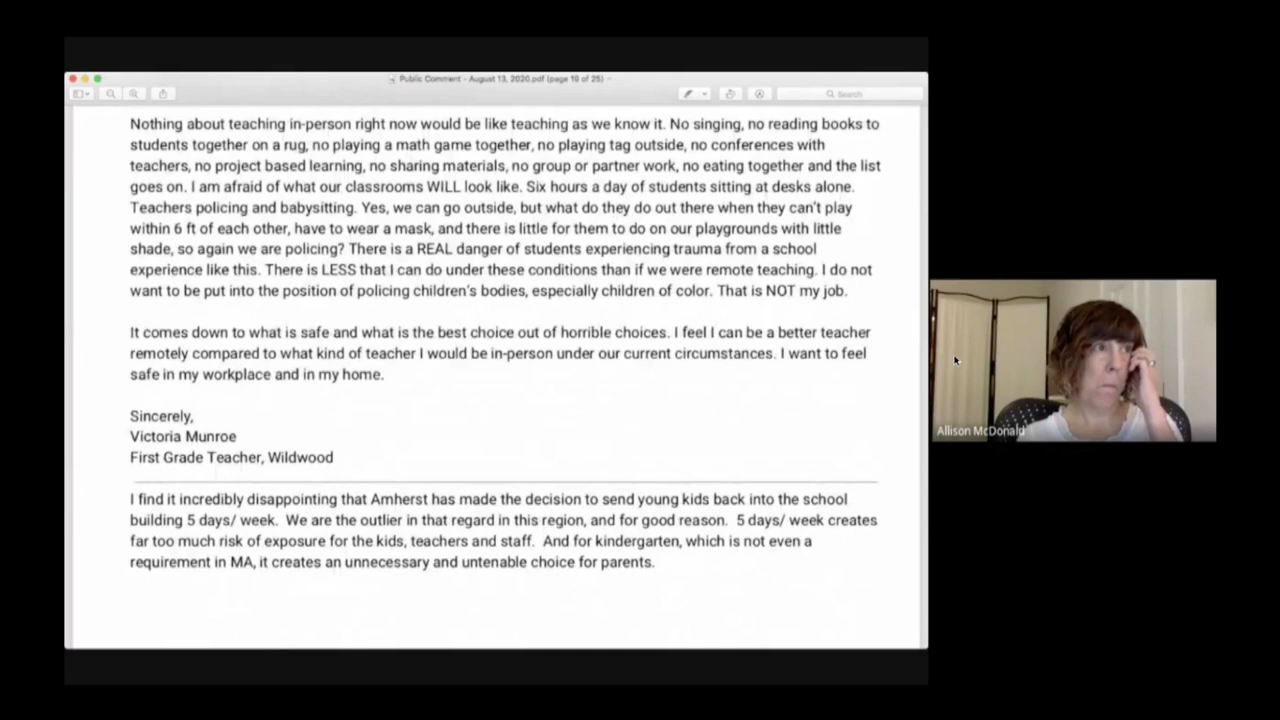 Public Comment - August 13, 2020.pdf (page 19 of 25)
Search
Nothing about teaching in-person right now would be like teaching as we know it. No singing, no reading books to
students together on a rug, no playing a math game together, no playing tag outside, no conferences with
teachers, no project based learning, no sharing materials, no group or partner work, no eating together and the list
goes on. I am afraid of what our classrooms WILL look like. Six hours a day of students sitting at desks alone.
Teachers policing and babysitting. Yes, we can go outside, but what do they do out there when they can't play
within 6 ft of each other, have to wear a mask, and there is little for them to do on our playgrounds with little
shade, so again we are policing? There is a REAL danger of students experiencing trauma from a school
experience like this. There is LESS that I can do under these conditions than if we were remote teaching. I do not
want to be put into the position of policing children's bodies, especially children of color. That is NOT my job.
It comes down to what is safe and what is the best choice out of horrible choices. I feel I can be a better teacher
remotely compared to what kind of teacher I would be in-person under our current circumstances. I want to feel
safe in my workplace and in my home.
Sincerely,
Victoria Munroe
First Grade Teacher, Wildwood
I find it incredibly disappointing that Amherst has made the decision to send young kids back into the school
building 5 days/ week. We are the outlier in that regard in this region, and for good reason. 5 days/ week creates
far too much risk of exposure for the kids, teachers and staff. And for kindergarten, which is not even a
requirement in MA, it creates an unnecessary and untenable choice for parents.
Allison McDonald